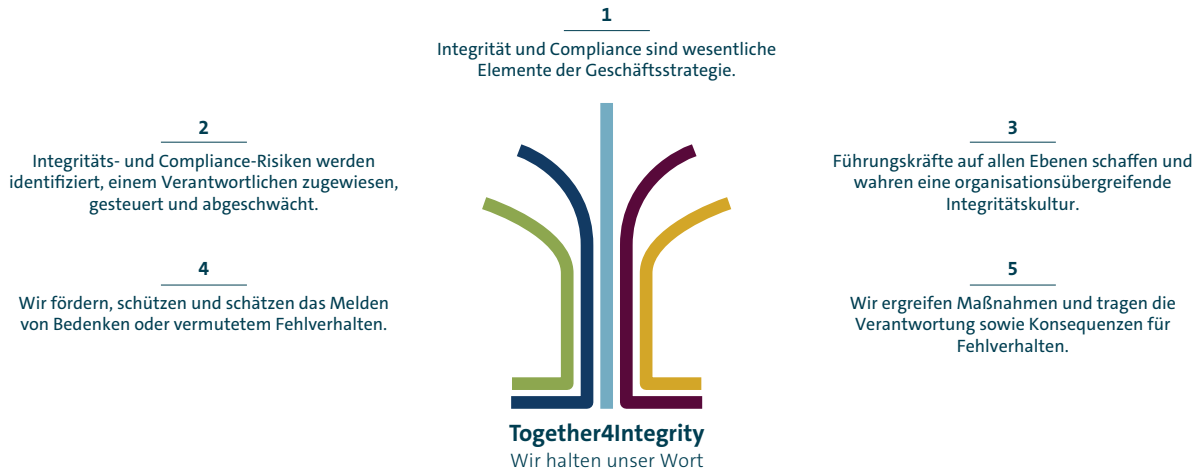 1
Integrität und Compliance sind wesentliche
Elemente der Geschäftsstrategie.
2
Integritäts- und Compliance-Risiken werden
identifiziert, einem Verantwortlichen zugewiesen,
gesteuert und abgeschwächt.
3
Führungskräfte auf allen Ebenen schaffen und
wahren eine organisationsübergreifende
Integritätskultur.
4
Wir fördern, schützen und schätzen das Melden
von Bedenken oder vermutetem Fehlverhalten.
5
Wir ergreifen Maßnahmen und tragen die
Verantwortung sowie Konsequenzen für
Fehlverhalten.
Together4Integrity
Wir halten unser Wort